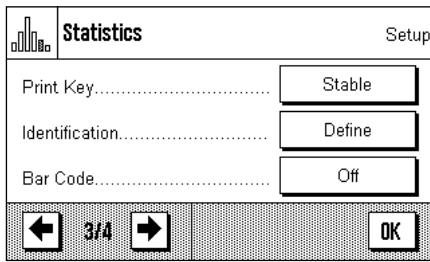 Statistics Setup
Print Key................................ Stable
Identification........................... Define
Bar Code................................ Off
3/4 OK